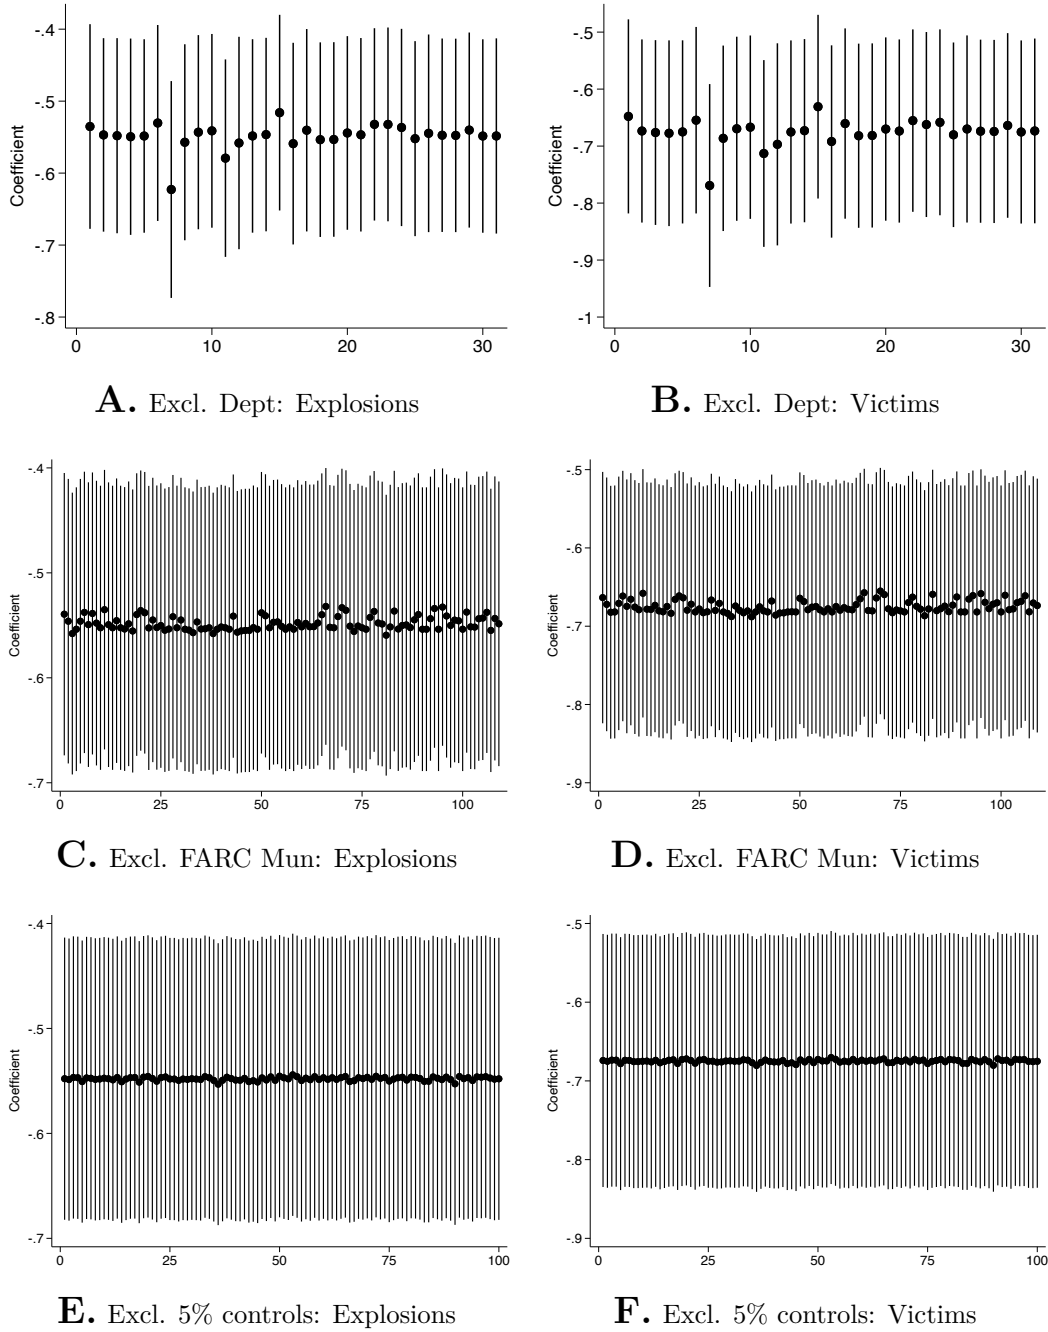 -.4
-.5
-.6
-.7
-.8
Coefficient
0 10 20 30
A. Excl. Dept: Explosions
-.5
-.6
-.7
-.8
-.9
-1
Coefficient
0 10 20 30
B. Excl. Dept: Victims
-.4
-.5
-.6
-.7
Coefficient
0 25 50 75 100
C. Excl. FARC Mun: Explosions
-.5
-.6
-.7
-.8
-.9
Coefficient
0 25 50 75 100
D. Excl. FARC Mun: Victims
-.4
-.5
-.6
-.7
Coefficient
0 25 50 75 100
E. Excl. 5% controls: Explosions
-.5
-.6
-.7
-.8
-.9
Coefficient
0 25 50 75 100
F. Excl. 5% controls: Victims